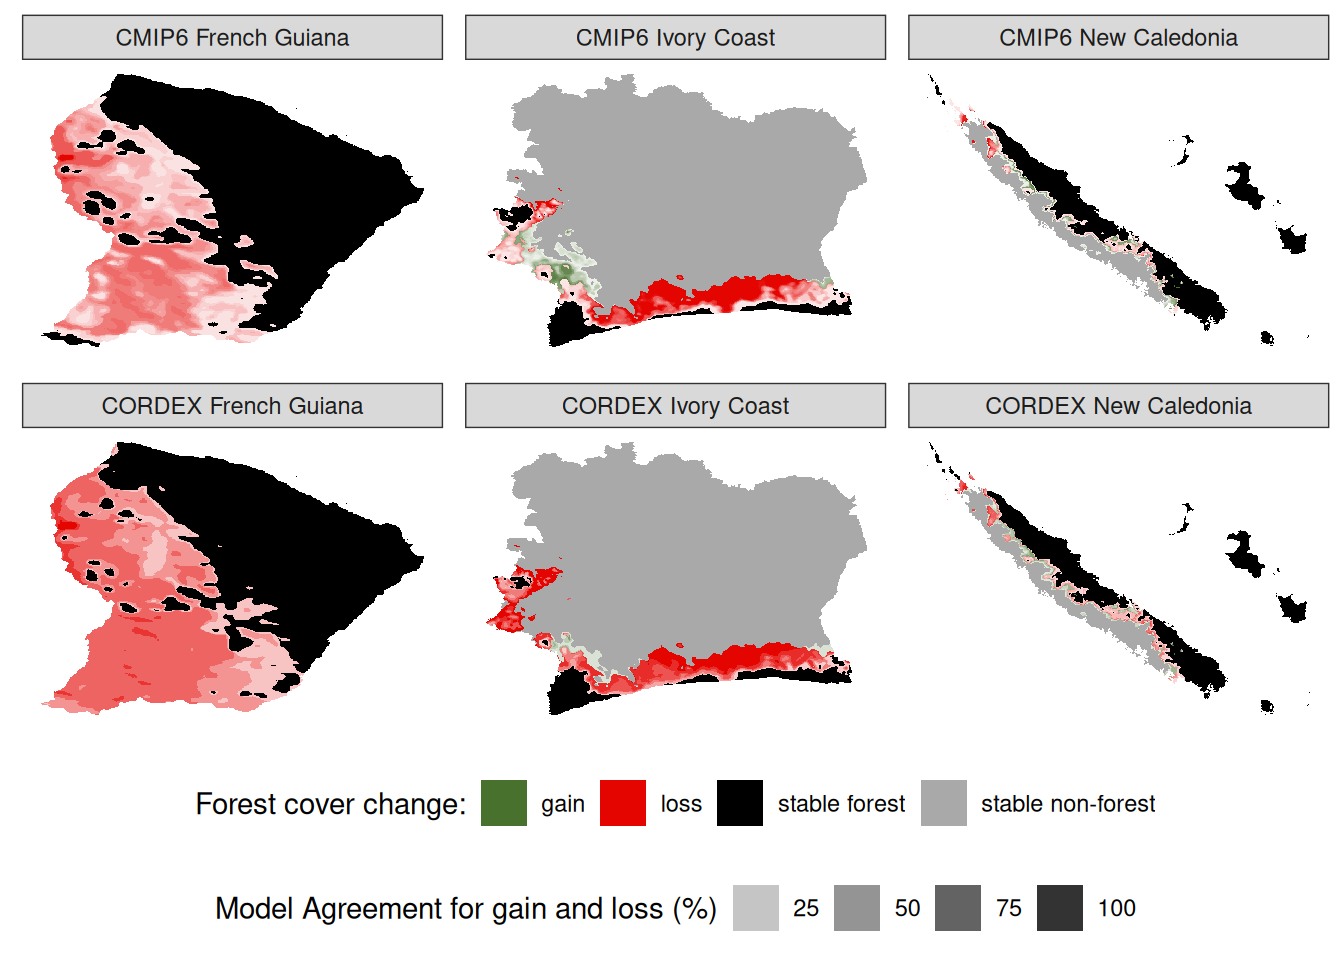 CMIP6 French Guiana
CMIP6 Ivory Coast
CMIP6 New Caledonia
CORDEX French Guiana
CORDEX Ivory Coast
CORDEX New Caledonia
Forest cover change: gain loss stable forest stable non-forest
Model Agreement for gain and loss (%) 25 50 75 100